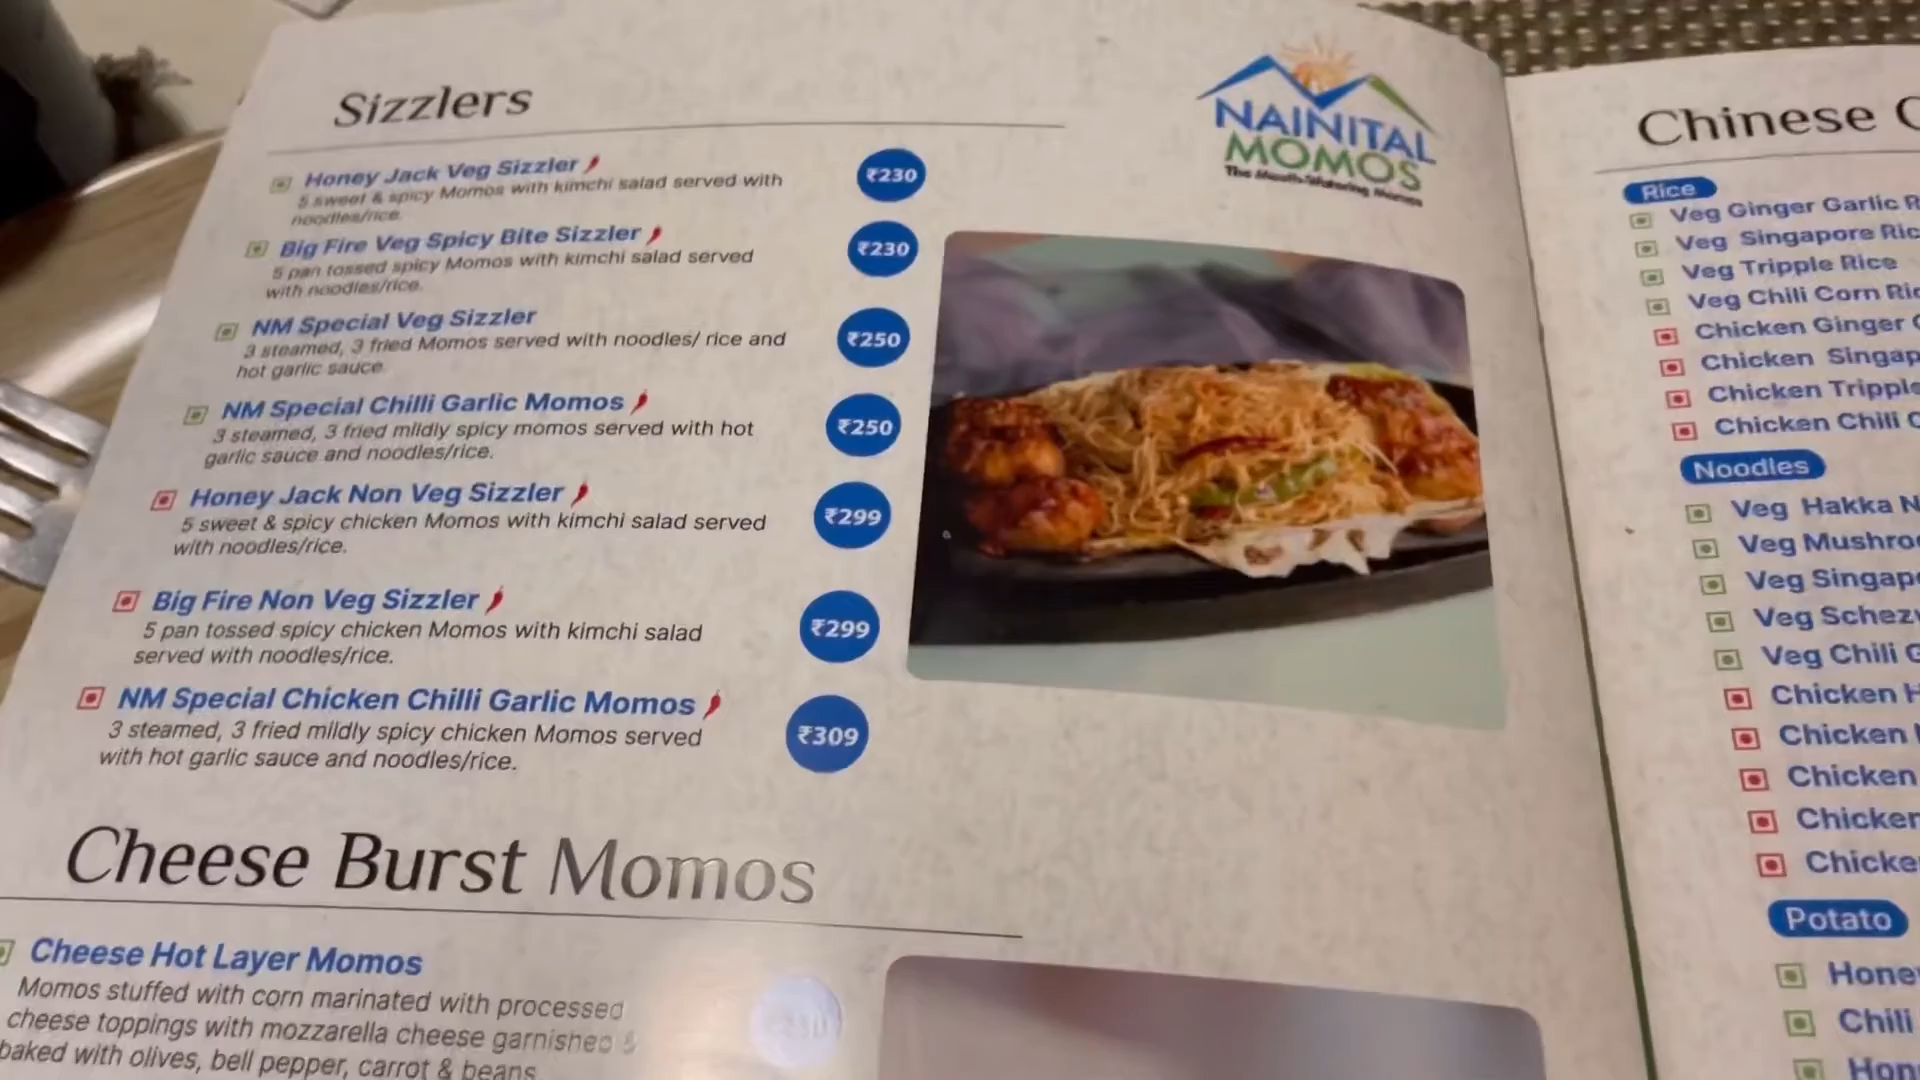 Sizzlers
Honey Jack Veg Sizzler
₹230
5 sweet & spicy Momos with kimchi salad served with
noodles/rice.
Big Fire Veg Spicy Bite Sizzler
₹230
5 pan tossed spicy Momos with kimchi salad served
with noodles/rice.
NM Special Veg Sizzler
₹250
3 steamed, 3 fried Momos served with noodles/ rice and
hot garlic sauce
NM Special Chilli Garlic Momos
₹250
3 steamed, 3 fried mildly spicy momos served with hot
garlic sauce and noodles/rice.
Honey Jack Non Veg Sizzler
₹299
5 sweet & spicy chicken Momos with kimchi salad served
with noodles/rice.
Big Fire Non Veg Sizzler
₹299
5 pan tossed spicy chicken Momos with kimchi salad
served with noodles/rice.
NM Special Chicken Chilli Garlic Momos
₹309
3 steamed, 3 fried mildly spicy chicken Momos served
with hot garlic sauce and noodles/rice.
Cheese Burst Momos
Cheese Hot Layer Momos
Momos stuffed with corn marinated with processed
cheese toppings with mozzarella cheese garnished &
baked with olives, bell pepper, carrot & beans.
NAINITAL
MOMOS
The Mouth-Watering Momos
Chinese
Rice
Veg Ginger Garlic
Veg Singapore
Veg Tripple Rice
Veg Chili Corn
Chicken Ginger
Chicken
Chicken Tripple
Chicken Chili
Noodles
Veg Hakka
Veg
Veg
Veg
Veg Chili
Chicken
Chicken
Chicken
Chicken
Potato
Chili